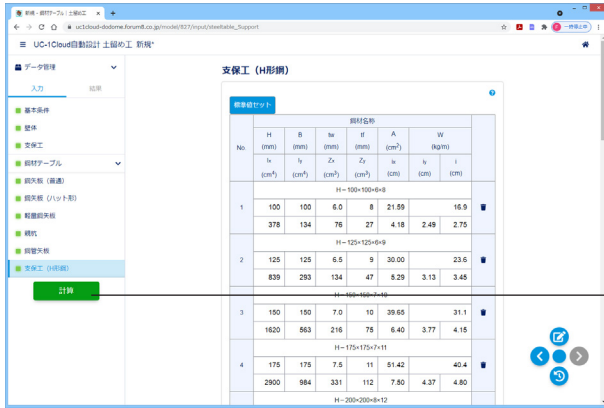 新規 - 鋼材テーブル | 土留め工
uc1cloud-dodome.forum8.co.jp/model/827/input/steeltable_Support
一時停止中
UC-1Cloud自動設計 土留め工 新規*
データ管理
入力 結果
基本条件
壁体
支保工
鋼材テーブル
鋼矢板（普通）
鋼矢板（ハット形）
軽量鋼矢板
親杭
鋼管矢板
支保工（H形鋼）
計算
支保工（H形鋼）
標準値セット
鋼材名称
No. H B tw tf A W
(mm) (mm) (mm) (mm) (cm²) (kg/m)
Ix Iy Zx Zy ix iy i
(cm⁴) (cm⁴) (cm³) (cm³) (cm) (cm) (cm)
H－100×100×6×8
1 100 100 6.0 8 21.59 16.9
378 134 76 27 4.18 2.49 2.75
H－125×125×6×9
2 125 125 6.5 9 30.00 23.6
839 293 134 47 5.29 3.13 3.45
H－150×150×7×10
3 150 150 7.0 10 39.65 31.1
1620 563 216 75 6.40 3.77 4.15
H－175×175×7×11
4 175 175 7.5 11 51.42 40.4
2900 984 331 112 7.50 4.37 4.80
H－200×200×8×12